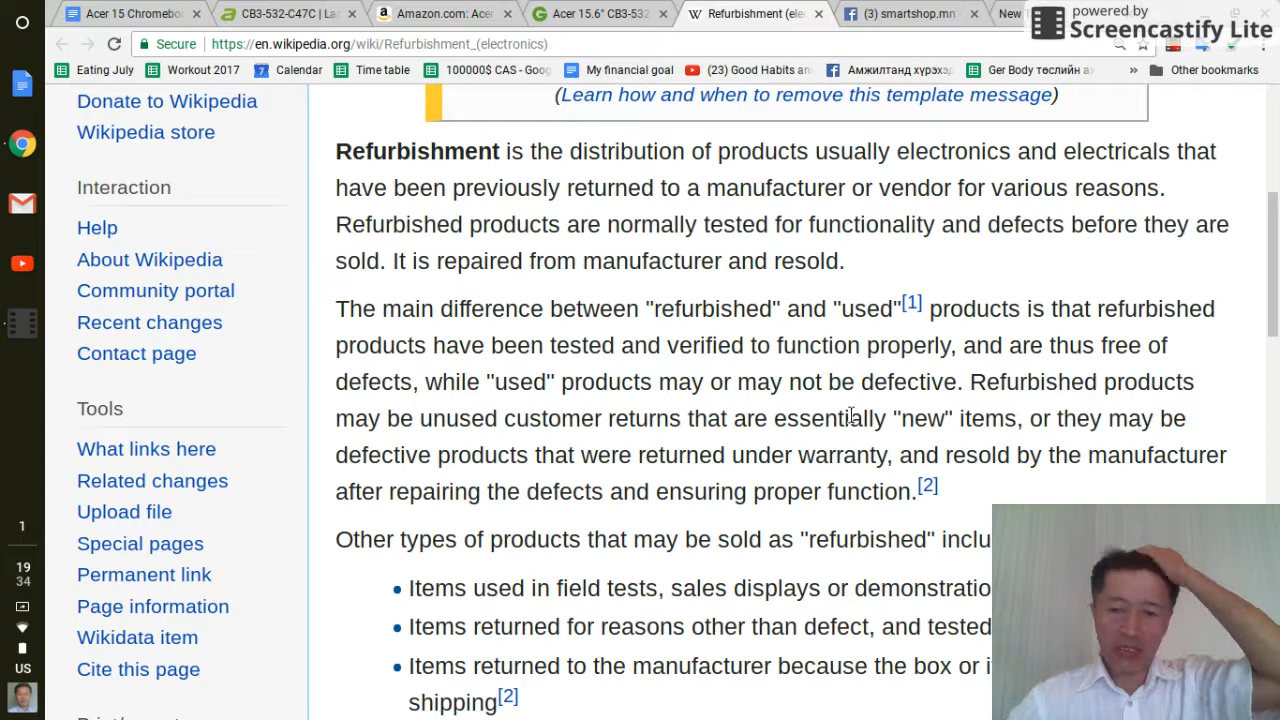 powered by
Screencastify Lite
Acer 15 Chromeboo
CB3-532-C47C | La
Amazon.com: Acer
Acer 15.6" CB3-532
Refurbishment (elec
(3) smartshop.mn
New T
Secure
https://en.wikipedia.org/wiki/Refurbishment_(electronics)
Eating July
Workout 2017
7 Calendar
Time table
100000$ CAS - Goog
My financial goal
(23) Good Habits an
Амжилтанд хүрэхэд
Ger Body төслийн а
»
Other bookmarks
Donate to Wikipedia
Wikipedia store
Interaction
Help
About Wikipedia
Community portal
Recent changes
Contact page
Tools
What links here
Related changes
Upload file
Special pages
Permanent link
Page information
Wikidata item
Cite this page
(Learn how and when to remove this template message)
Refurbishment is the distribution of products usually electronics and electricals that
have been previously returned to a manufacturer or vendor for various reasons.
Refurbished products are normally tested for functionality and defects before they are
sold. It is repaired from manufacturer and resold.
The main difference between "refurbished" and "used"[1] products is that refurbished
products have been tested and verified to function properly, and are thus free of
defects, while "used" products may or may not be defective. Refurbished products
may be unused customer returns that are essentially "new" items, or they may be
defective products that were returned under warranty, and resold by the manufacturer
after repairing the defects and ensuring proper function.[2]
Other types of products that may be sold as "refurbished" inclu
Items used in field tests, sales displays or demonstratio
Items returned for reasons other than defect, and tested
Items returned to the manufacturer because the box or i
shipping[2]
1
19
34
US